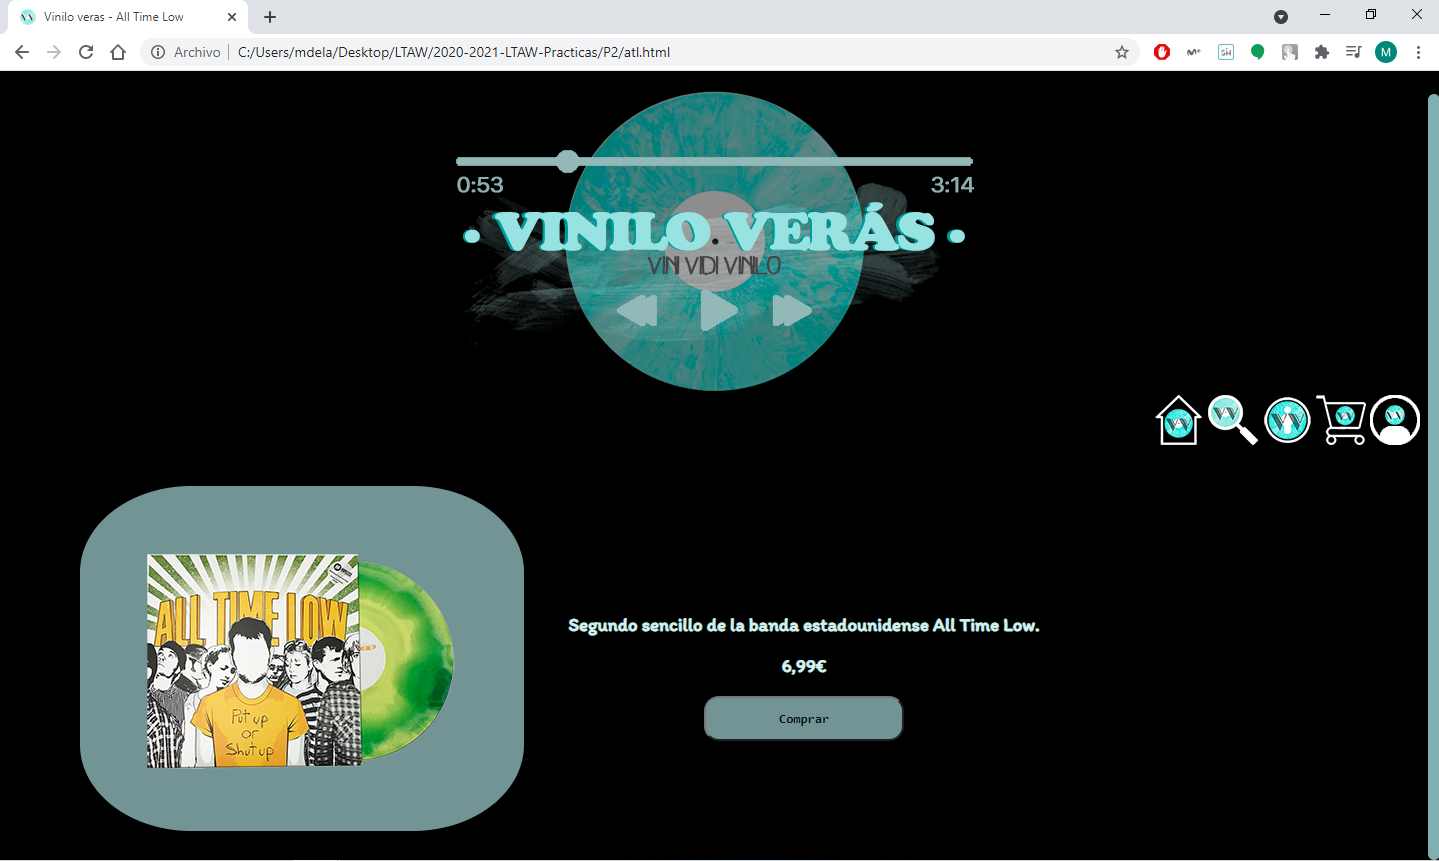 Vinilo veras - All Time Low
Archivo
C:/Users/mdela/Desktop/LTAW/2020-2021-LTAW-Practicas/P2/atl.html
M
0:53
3:14
• VINILO VERÁS •
VINI VIDI VINILO
ALL TIME LOW
Put up
or
Shut up
Segundo sencillo de la banda estadounidense All Time Low.
6,99€
Comprar